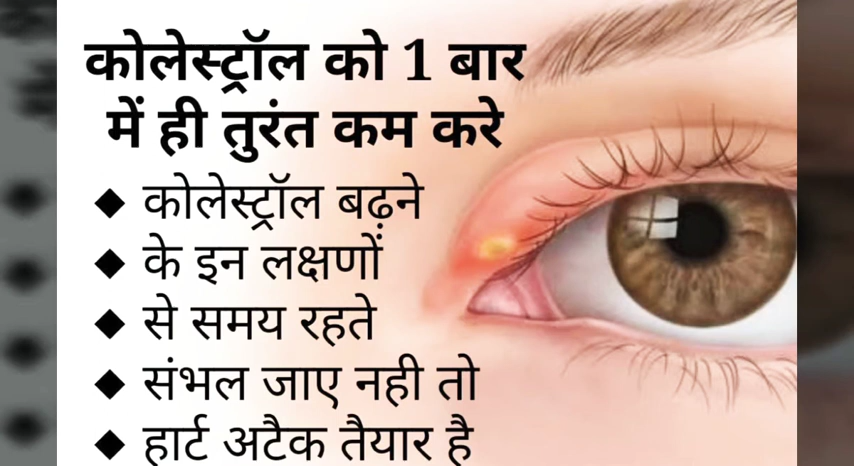 कोलेस्ट्रॉल को 1 बार
में ही तुरंत कम करे
◆ कोलेस्ट्रॉल बढ़ने
◆ के इन लक्षणों
◆ से समय रहते
◆ संभल जाए नही तो
◆ हार्ट अटैक तैयार है